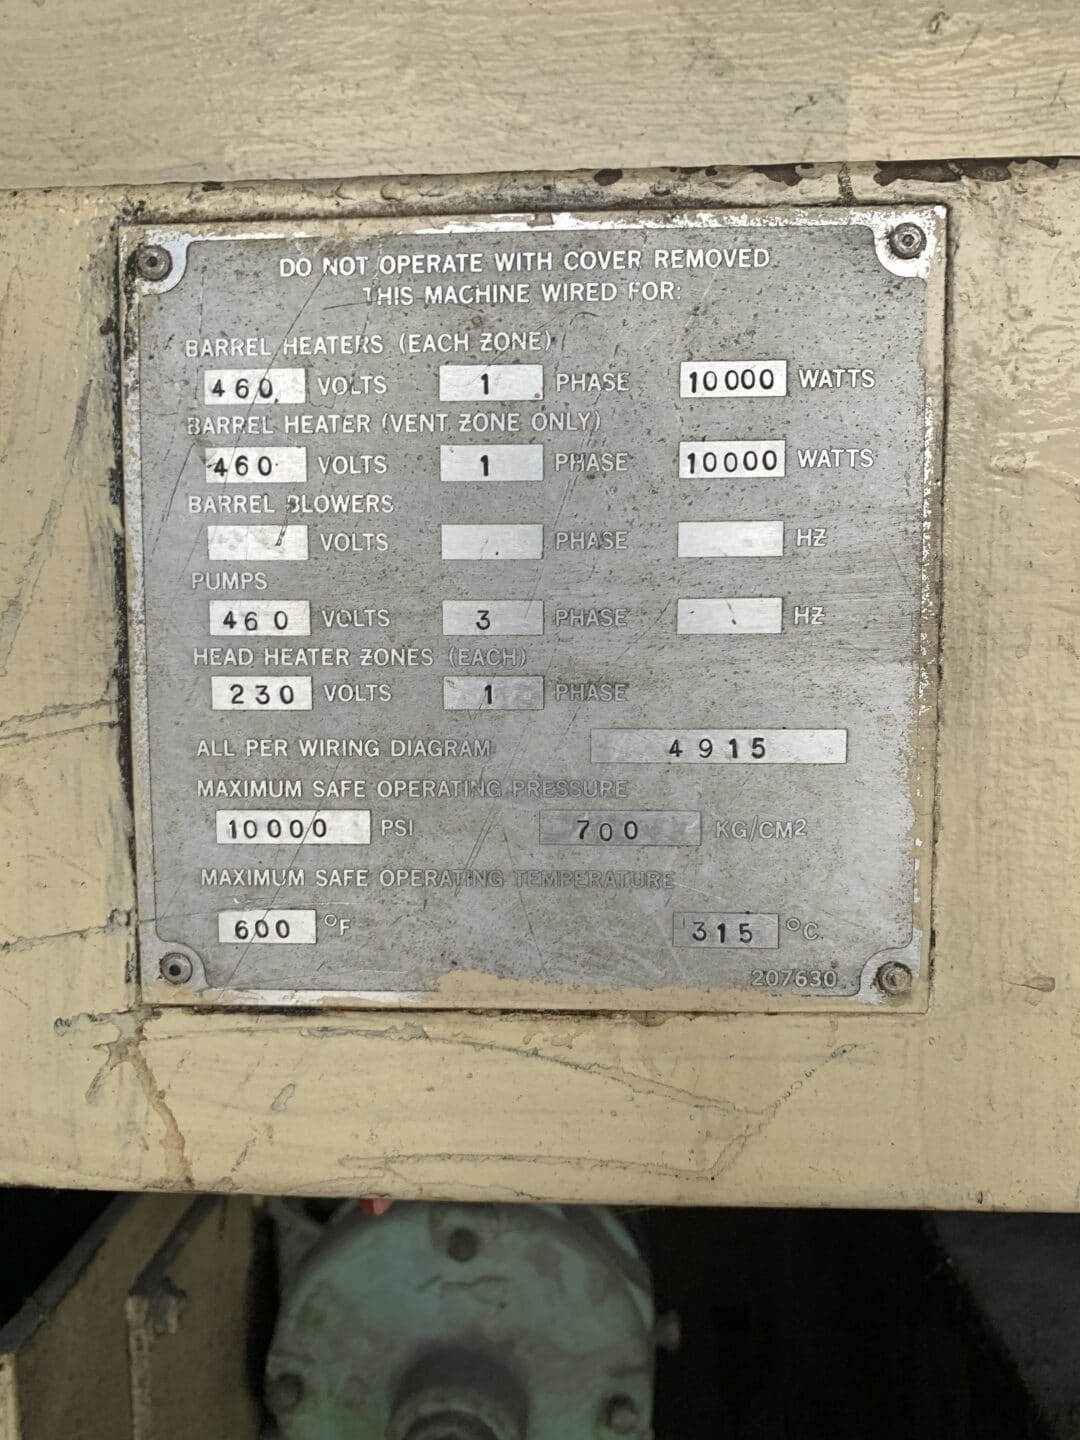 DO NOT OPERATE WITH COVER REMOVED
THIS MACHINE WIRED FOR:
BARREL HEATERS (EACH ZONE)
460 VOLTS 1 PHASE 10000 WATTS
BARREL HEATER (VENT ZONE ONLY)
460 VOLTS 1 PHASE 10000 WATTS
BARREL BLOWERS
VOLTS PHASE HZ
PUMPS
460 VOLTS 3 PHASE HZ
HEAD HEATER ZONES (EACH)
230 VOLTS 1 PHASE
ALL PER WIRING DIAGRAM 4915
MAXIMUM SAFE OPERATING PRESSURE
10000 PSI 700 KG/CM2
MAXIMUM SAFE OPERATING TEMPERATURE
600 °F 315 °C
207630